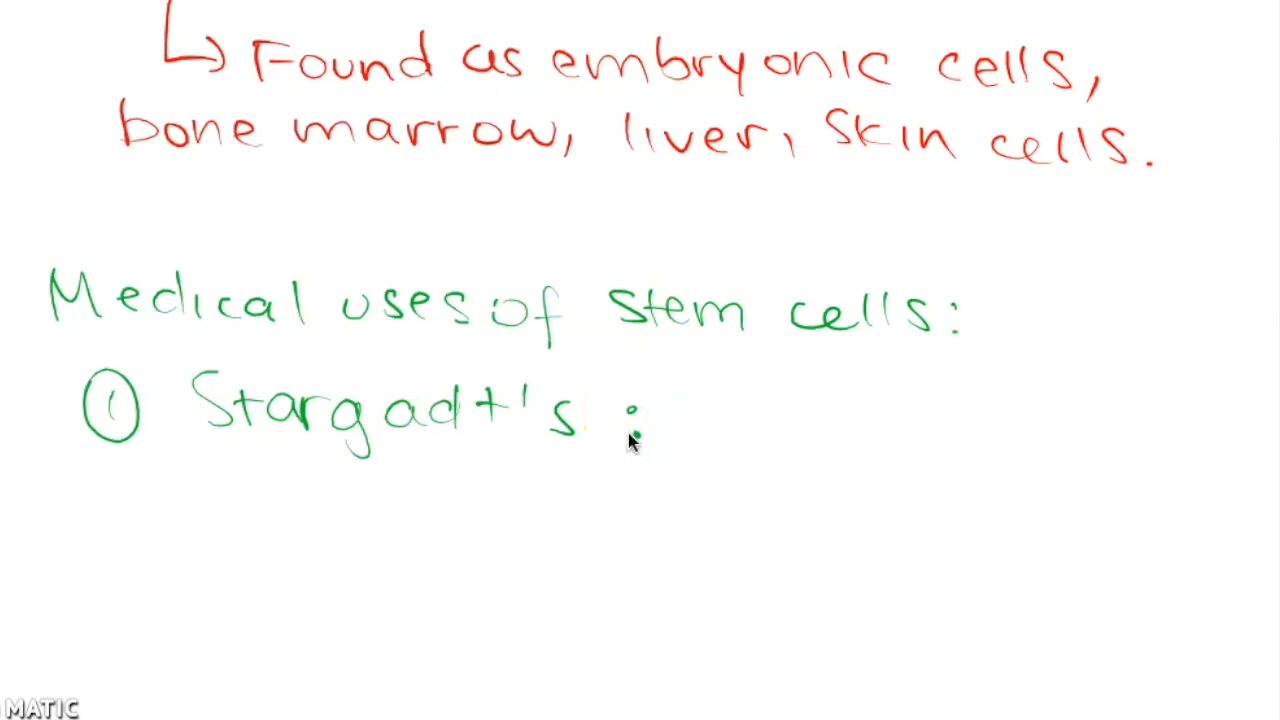 ↳ Found as embryonic cells,
bone marrow, liver, skin cells.
Medical uses of stem cells:
① Stargadt's :
MATIC